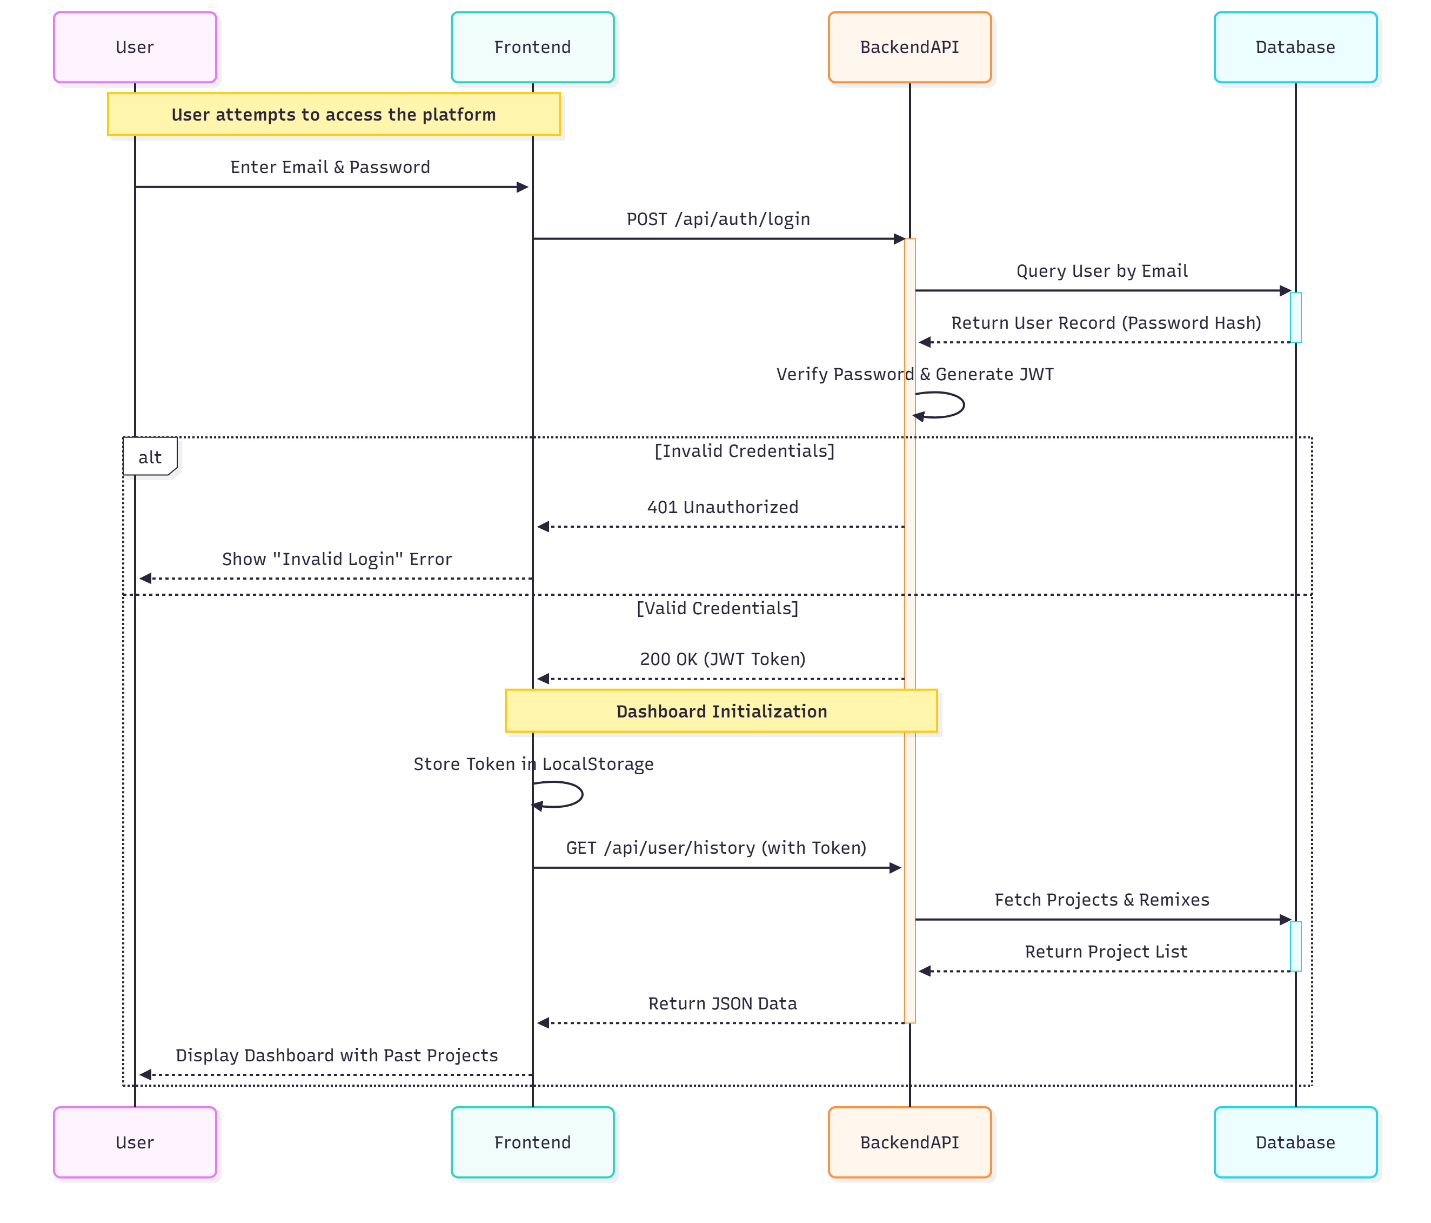 User
Frontend
BackendAPI
Database
User attempts to access the platform
Enter Email & Password
POST /api/auth/login
Query User by Email
Return User Record (Password Hash)
Verify Password & Generate JWT
alt
[Invalid Credentials]
401 Unauthorized
Show "Invalid Login" Error
[Valid Credentials]
200 OK (JWT Token)
Dashboard Initialization
Store Token in LocalStorage
GET /api/user/history (with Token)
Fetch Projects & Remixes
Return Project List
Return JSON Data
Display Dashboard with Past Projects
User
Frontend
BackendAPI
Database